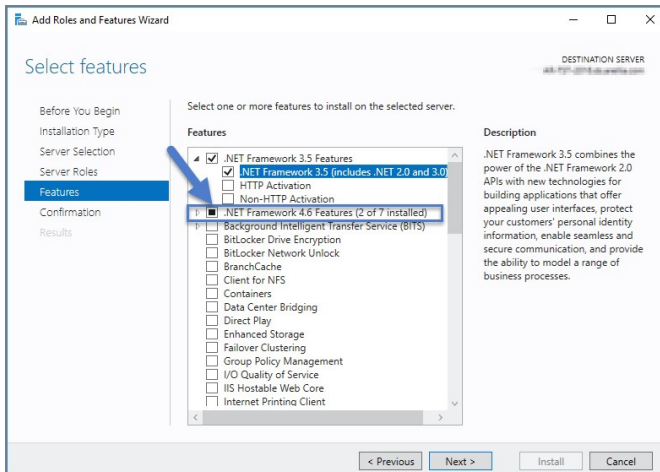 Add Roles and Features Wizard
Select features
DESTINATION SERVER
Before You Begin
Installation Type
Server Selection
Server Roles
Features
Confirmation
Results
Select one or more features to install on the selected server.
Features
.NET Framework 3.5 Features
.NET Framework 3.5 (includes .NET 2.0 and 3.0)
HTTP Activation
Non-HTTP Activation
.NET Framework 4.6 Features (2 of 7 installed)
Background Intelligent Transfer Service (BITS)
BitLocker Drive Encryption
BitLocker Network Unlock
BranchCache
Client for NFS
Containers
Data Center Bridging
Direct Play
Enhanced Storage
Failover Clustering
Group Policy Management
I/O Quality of Service
IIS Hostable Web Core
Internet Printing Client
Description
.NET Framework 3.5 combines the
power of the .NET Framework 2.0
APIs with new technologies for
building applications that offer
appealing user interfaces, protect
your customers' personal identity
information, enable seamless and
secure communication, and provide
the ability to model a range of
business processes.
< Previous
Next >
Install
Cancel